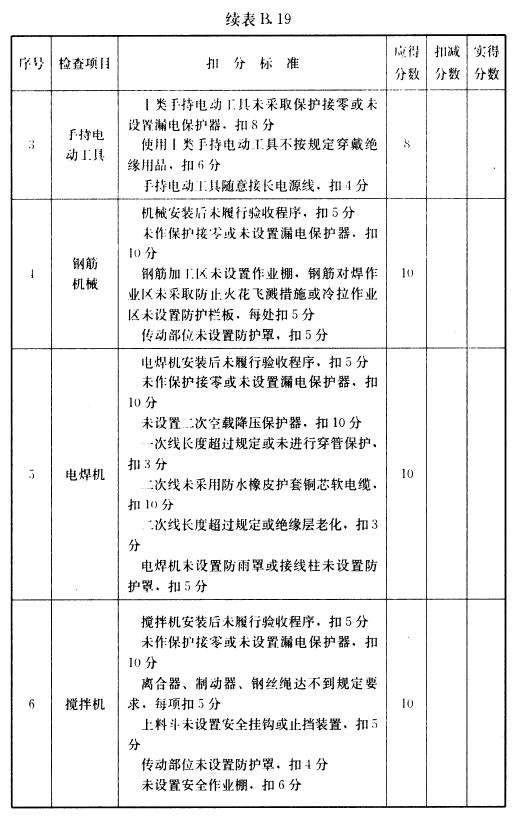 续表 B.19
序号 检查项目 扣分标准 应得分数 扣减分数 实得分数
3 手持电动工具 8
Ⅰ类手持电动工具未采取保护接零或未
设置漏电保护器，扣8分
使用Ⅰ类手持电动工具不按规定穿戴绝
缘用品，扣6分
手持电动工具随意接长电源线，扣4分
4 钢筋机械 10
机械安装后未履行验收程序，扣5分
未作保护接零或未设置漏电保护器，扣
10分
钢筋加工区未设置作业棚，钢筋对焊作
业区未采取防止火花飞溅措施或冷拉作业
区未设置防护栏板，每处扣5分
传动部位未设置防护罩，扣5分
5 电焊机 10
电焊机安装后未履行验收程序，扣5分
未作保护接零或未设置漏电保护器，扣
10分
未设置二次空载降压保护器，扣10分
一次线长度超过规定或未进行穿管保护，
扣3分
二次线未采用防水橡皮护套铜芯软电缆，
扣10分
二次线长度超过规定或绝缘层老化，扣3
分
电焊机未设置防雨罩或接线柱未设置防
护罩，扣5分
6 搅拌机 10
搅拌机安装后未履行验收程序，扣5分
未作保护接零或未设置漏电保护器，扣
10分
离合器、制动器、钢丝绳达不到规定要
求，每项扣5分
上料斗未设置安全挂钩或止挡装置，扣5
分
传动部位未设置防护罩，扣4分
未设置安全作业棚，扣6分